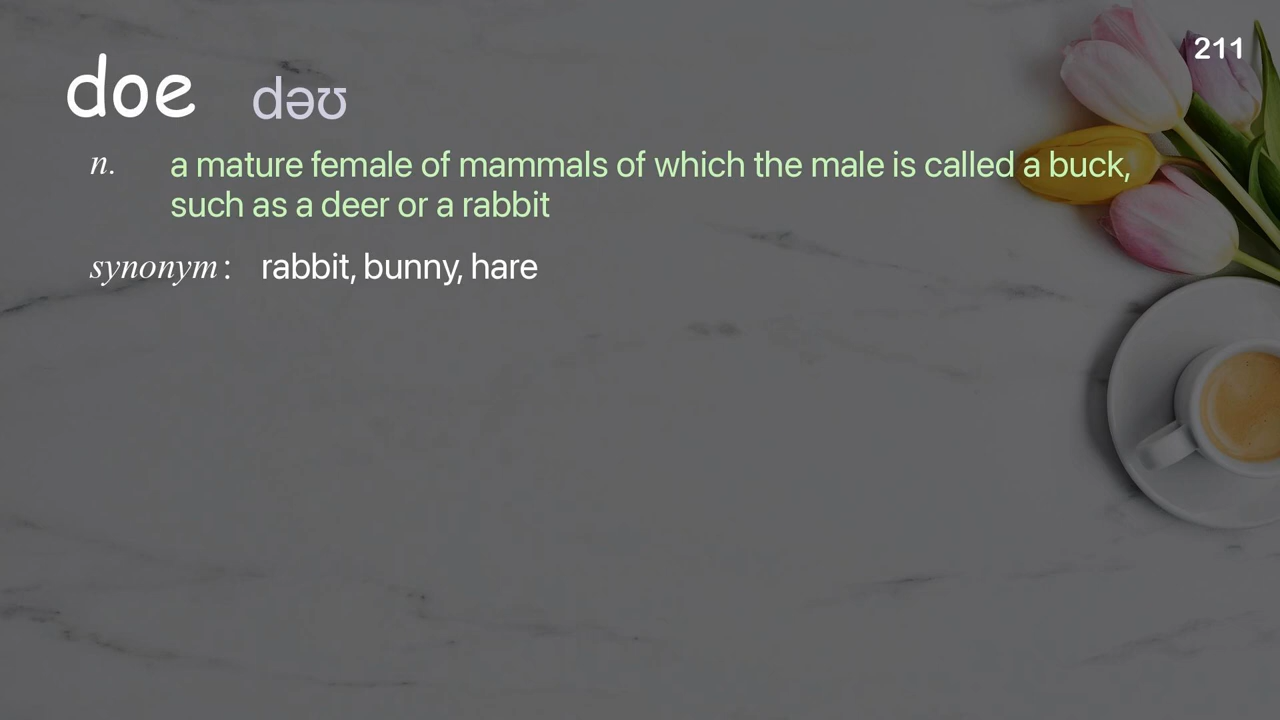 211
doe dəʊ
n. a mature female of mammals of which the male is called a buck,
such as a deer or a rabbit
synonym: rabbit, bunny, hare